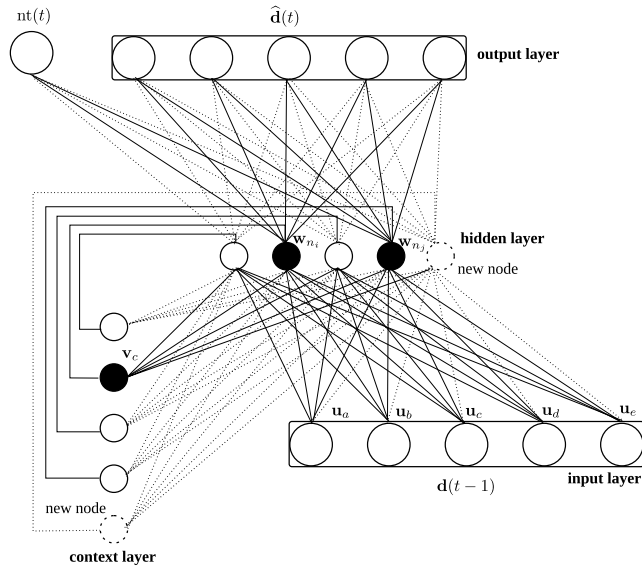 nt(t)
d̂(t)
output layer
w_{n_i}
w_{n_j}
hidden layer
new node
v_c
u_a
u_b
u_c
u_d
u_e
d(t − 1)
input layer
new node
context layer